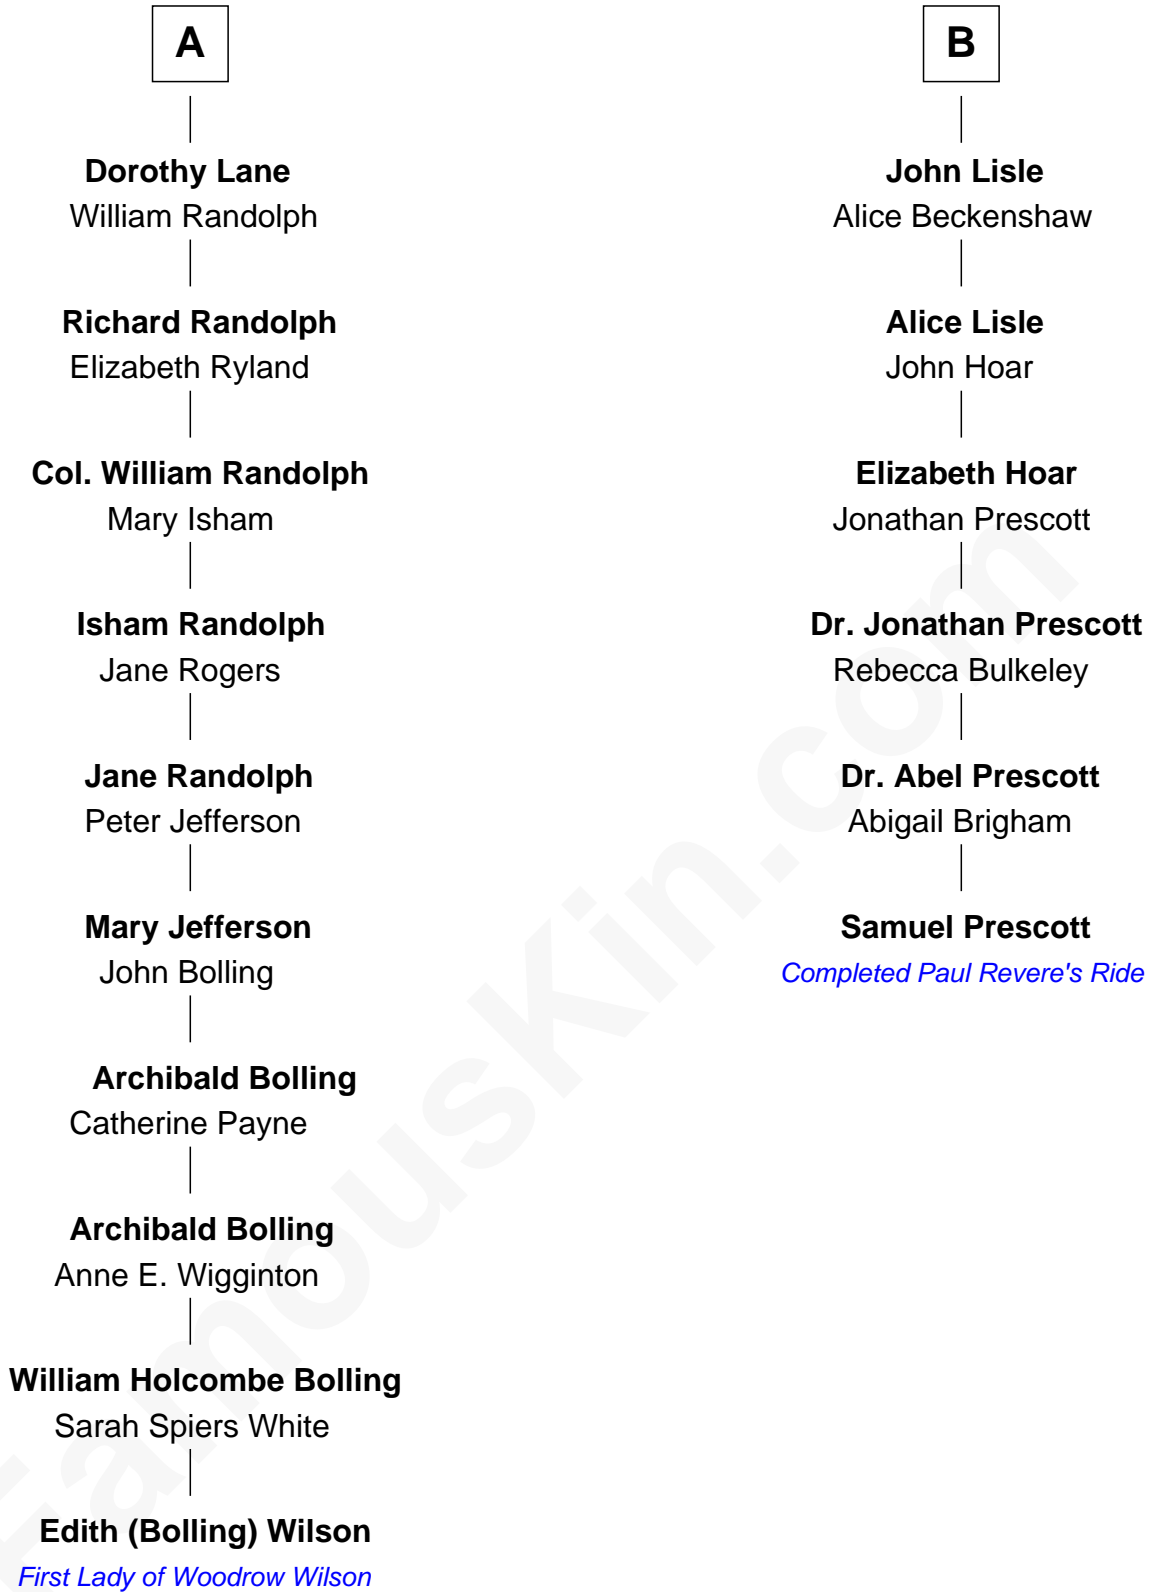 A
Dorothy Lane
William Randolph
Richard Randolph
Elizabeth Ryland
Col. William Randolph
Mary Isham
Isham Randolph
Jane Rogers
Jane Randolph
Peter Jefferson
Mary Jefferson
John Bolling
Archibald Bolling
Catherine Payne
Archibald Bolling
Anne E. Wigginton
William Holcombe Bolling
Sarah Spiers White
Edith (Bolling) Wilson
First Lady of Woodrow Wilson
B
John Lisle
Alice Beckenshaw
Alice Lisle
John Hoar
Elizabeth Hoar
Jonathan Prescott
Dr. Jonathan Prescott
Rebecca Bulkeley
Dr. Abel Prescott
Abigail Brigham
Samuel Prescott
Completed Paul Revere's Ride
FamousKin.com